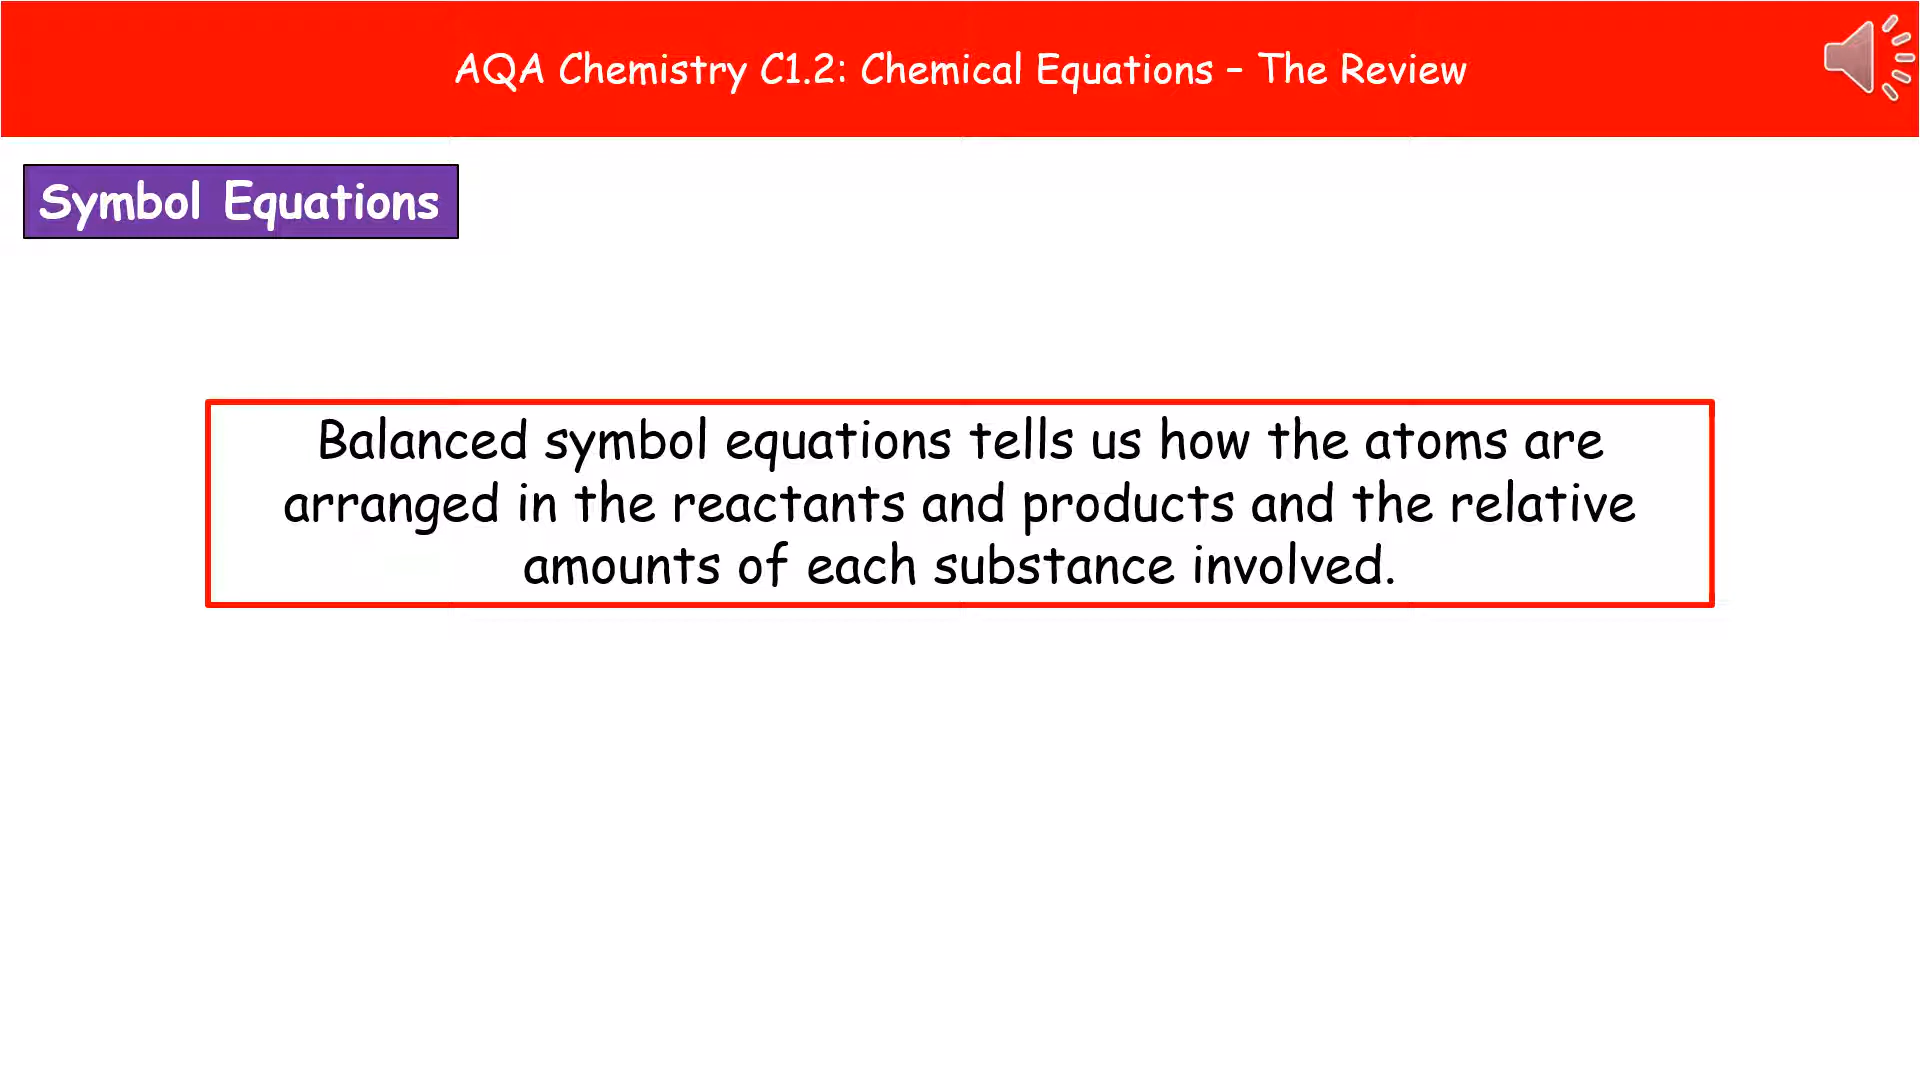 AQA Chemistry C1.2: Chemical Equations – The Review
Symbol Equations
Balanced symbol equations tells us how the atoms are
arranged in the reactants and products and the relative
amounts of each substance involved.